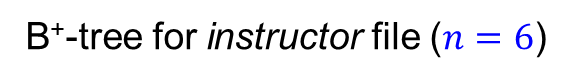 B⁺-tree for instructor file (n = 6)